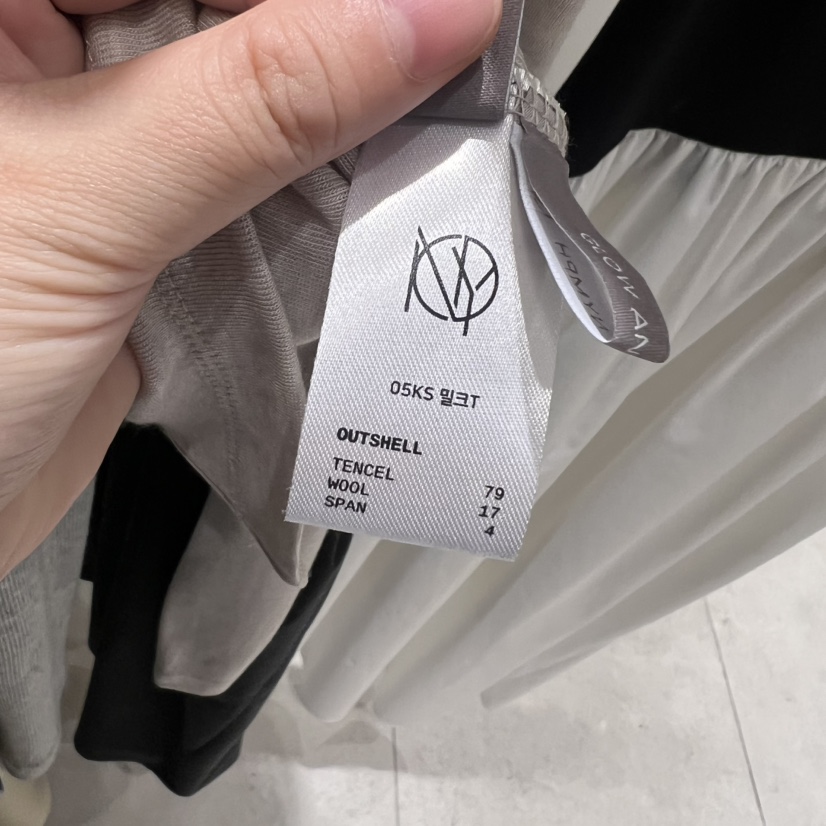 05KS 밀크T
OUTSHELL
TENCEL 79
WOOL 17
SPAN 4